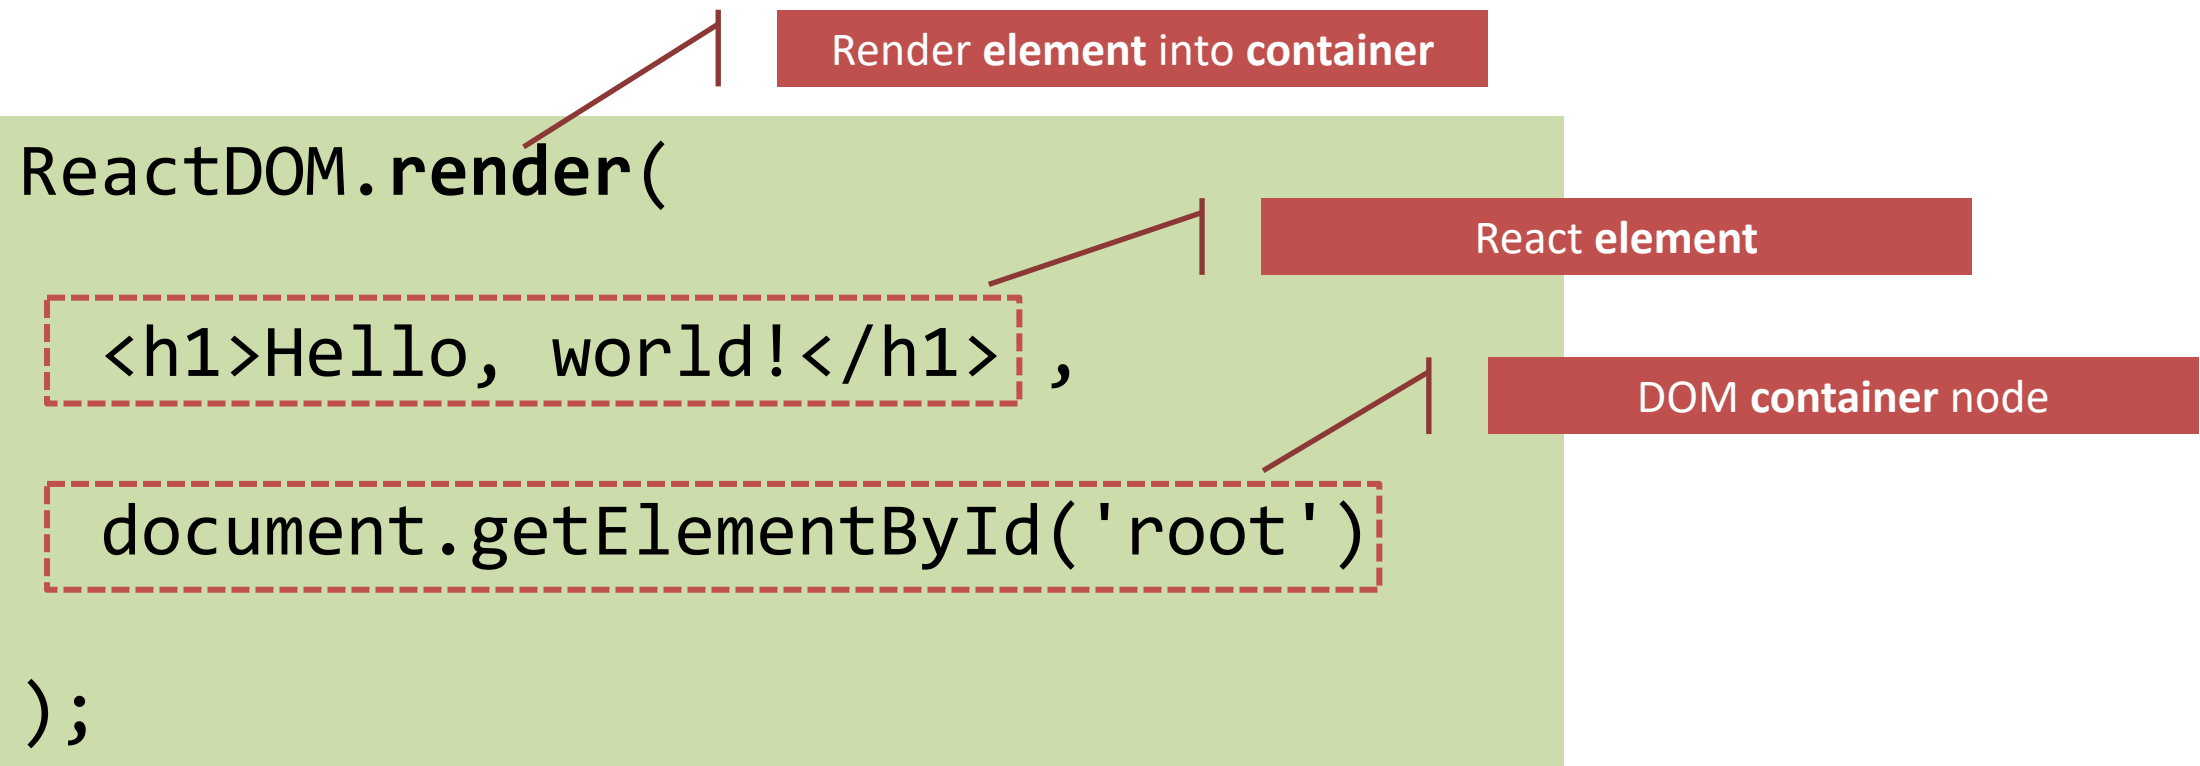 Render element into container
ReactDOM.render(
React element
<h1>Hello, world!</h1> ,
DOM container node
document.getElementById('root')
);